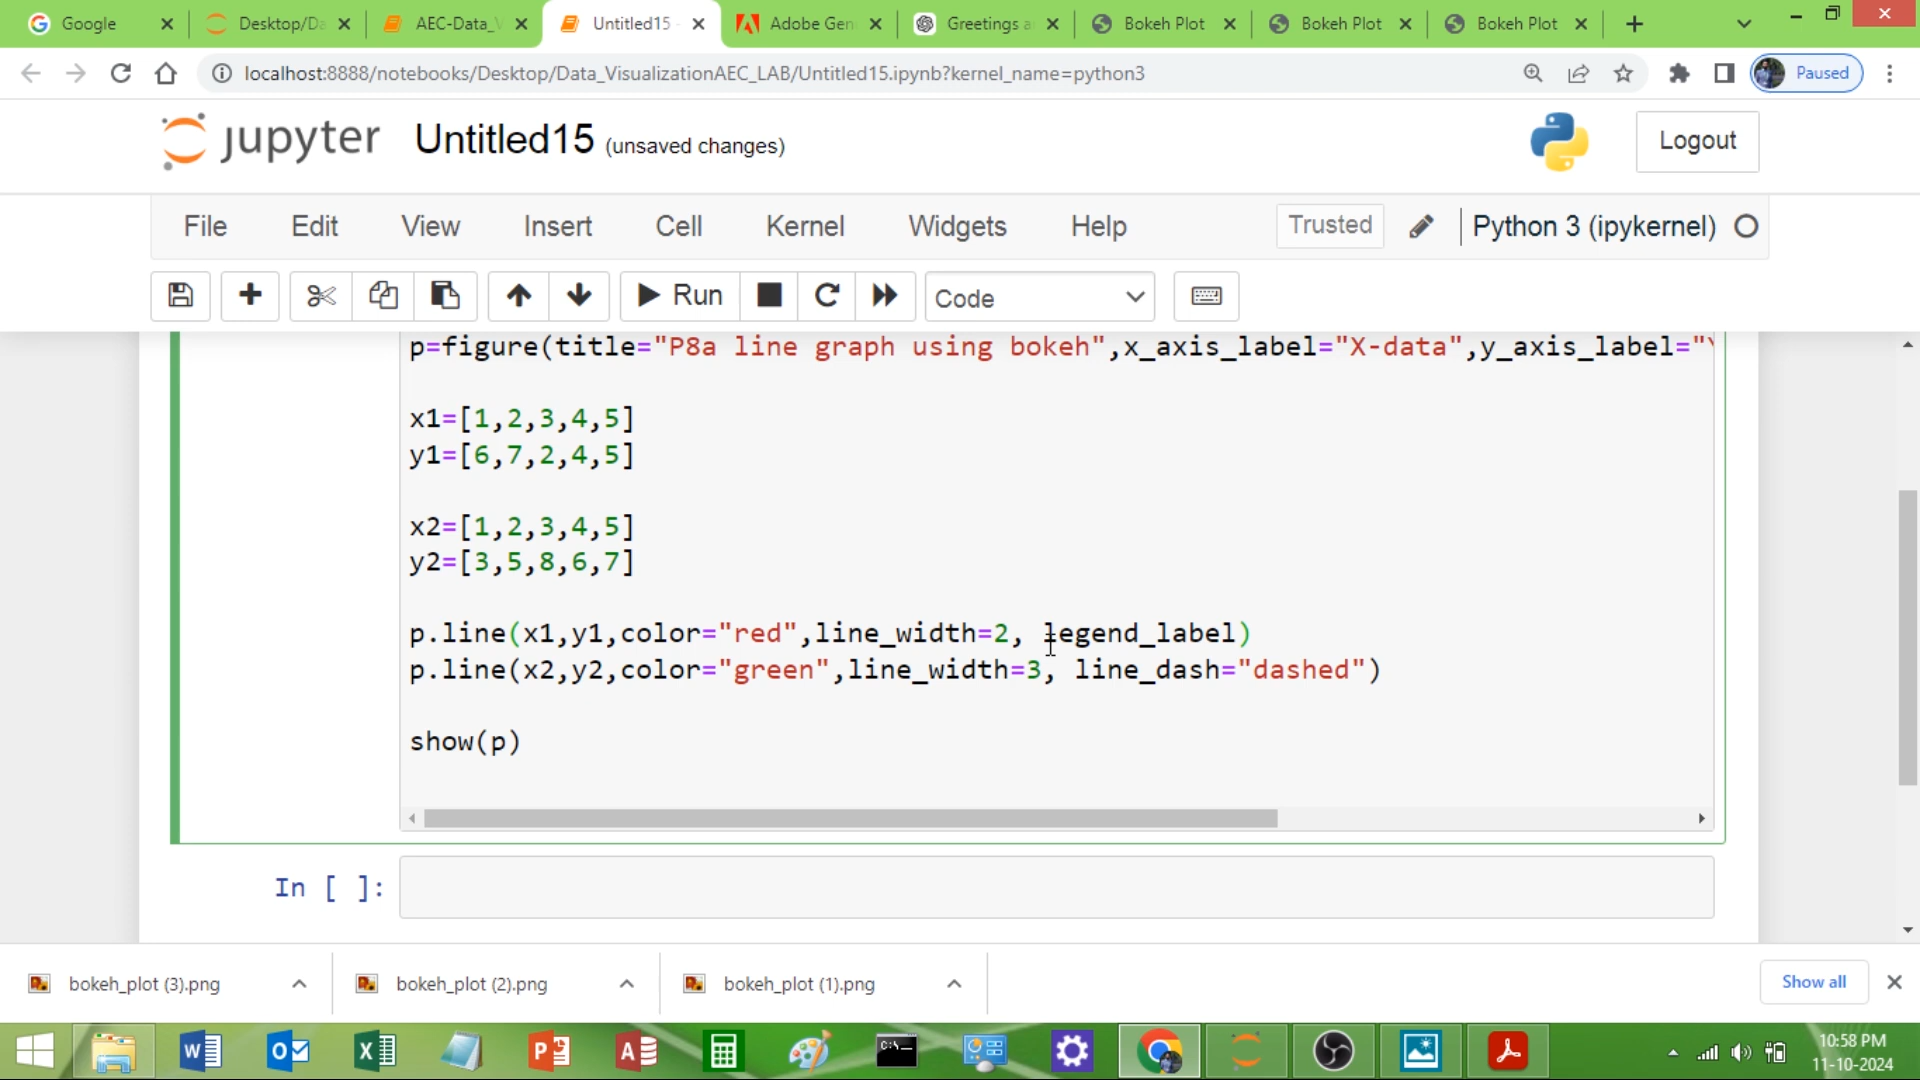 Google
Desktop/Da
AEC-Data_V
Untitled15 -
Adobe Gen
Greetings a
Bokeh Plot
Bokeh Plot
Bokeh Plot
localhost:8888/notebooks/Desktop/Data_VisualizationAEC_LAB/Untitled15.ipynb?kernel_name=python3
Paused
jupyter Untitled15 (unsaved changes)
Logout
File Edit View Insert Cell Kernel Widgets Help
Trusted
Python 3 (ipykernel)
Run
Code
p=figure(title="P8a line graph using bokeh",x_axis_label="X-data",y_axis_label="
x1=[1,2,3,4,5]
y1=[6,7,2,4,5]
x2=[1,2,3,4,5]
y2=[3,5,8,6,7]
p.line(x1,y1,color="red",line_width=2, legend_label)
p.line(x2,y2,color="green",line_width=3, line_dash="dashed")
show(p)
In [ ]:
bokeh_plot (3).png
bokeh_plot (2).png
bokeh_plot (1).png
Show all
10:58 PM
11-10-2024